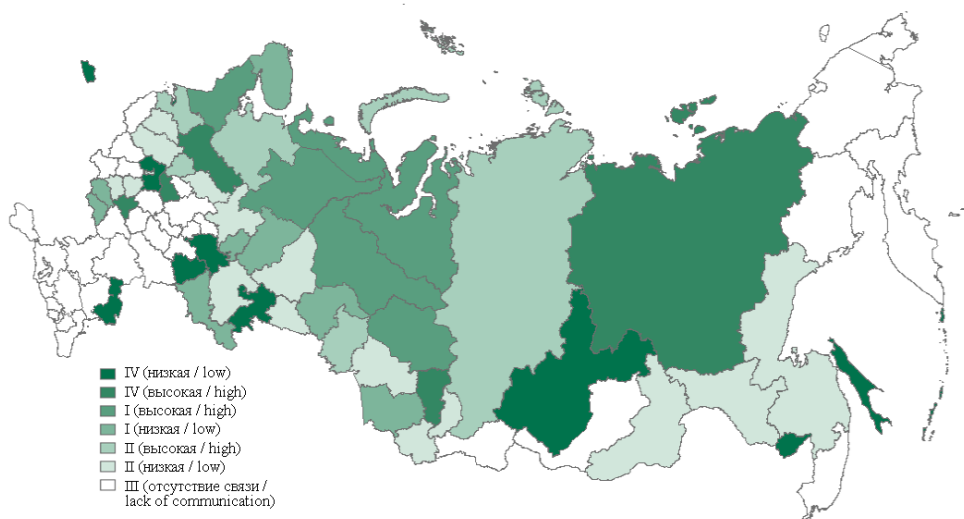 IV (низкая / low)
IV (высокая / high)
I (высокая / high)
I (низкая / low)
II (высокая / high)
II (низкая / low)
III (отсутствие связи /
lack of communication)